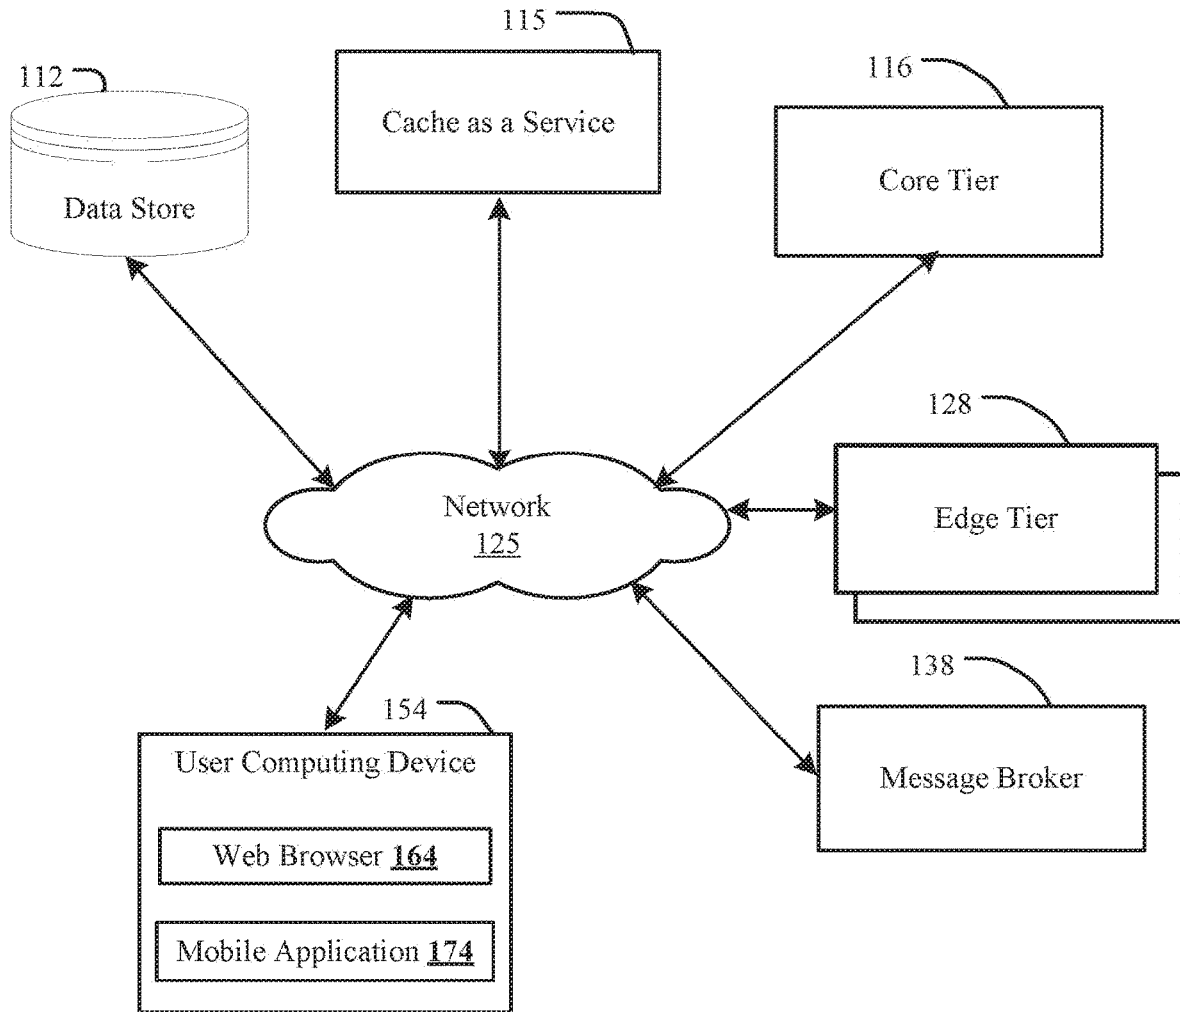 115
112
116
Cache as a Service
Core Tier
Data Store
128
Network
125
Edge Tier
138
154
User Computing Device
Message Broker
Web Browser 164
Mobile Application 174